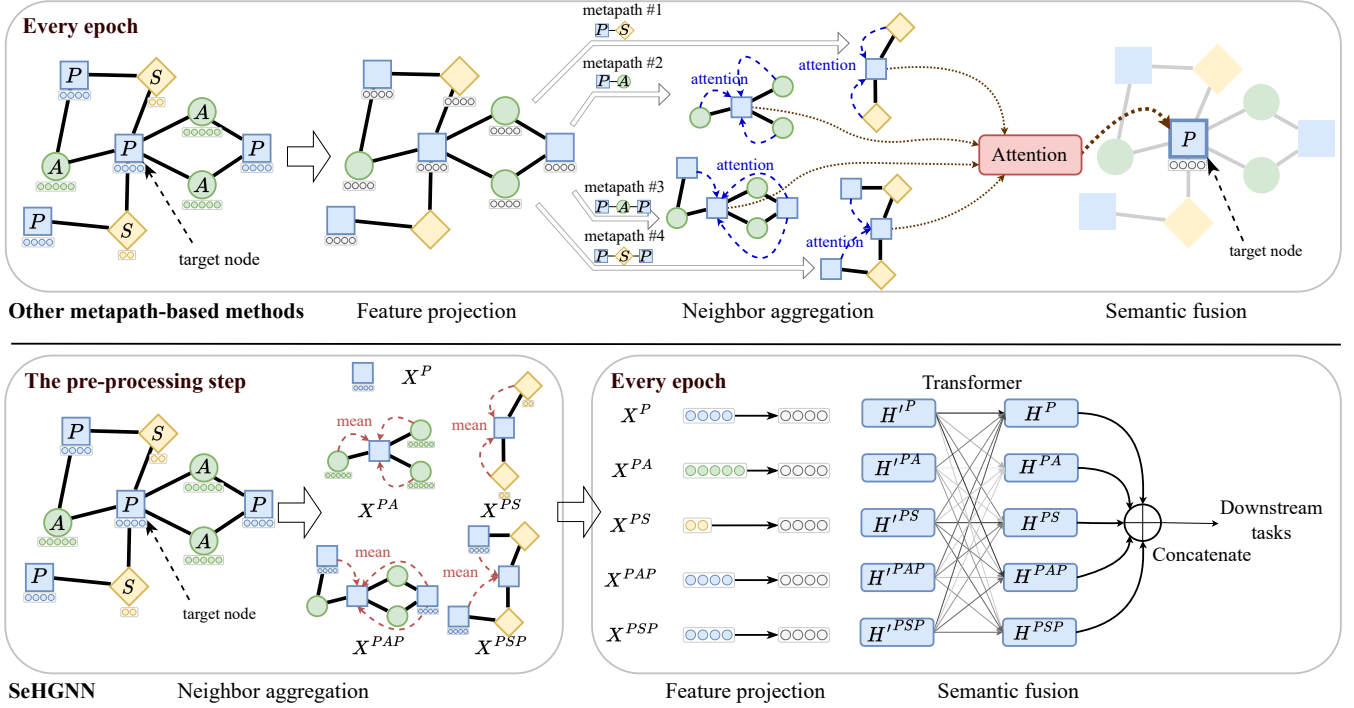 Every epoch
P
S
A
P
P
A
A
P
S
target node
metapath #1
P-S
metapath #2
P-A
metapath #3
P-A-P
metapath #4
P-S-P
attention
attention
attention
attention
Attention
P
target node
Other metapath-based methods
Feature projection
Neighbor aggregation
Semantic fusion
The pre-processing step
P
S
A
P
P
A
A
P
S
target node
X^P
mean
X^{PA}
mean
X^{PS}
mean
X^{PAP}
mean
X^{PSP}
SeHGNN
Neighbor aggregation
Every epoch
Transformer
X^P
H'^P
H^P
X^{PA}
H'^{PA}
H^{PA}
X^{PS}
H'^{PS}
H^{PS}
X^{PAP}
H'^{PAP}
H^{PAP}
X^{PSP}
H'^{PSP}
H^{PSP}
Concatenate
Downstream
tasks
Feature projection
Semantic fusion